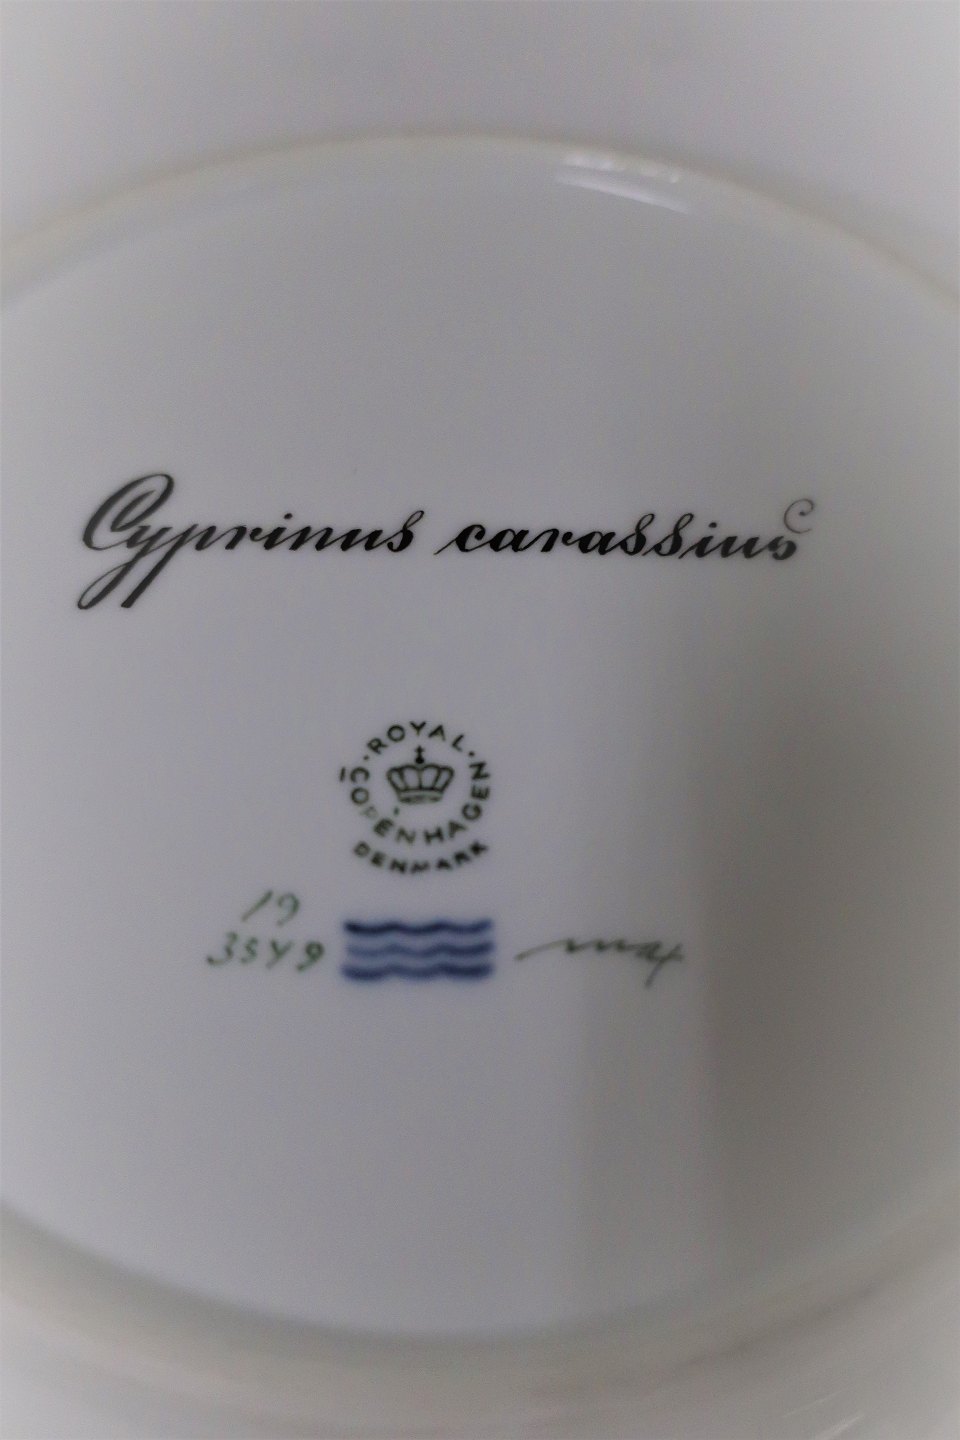 Cyprinus carassius
· ROYAL ·
COPENHAGEN
DENMARK
19
3549